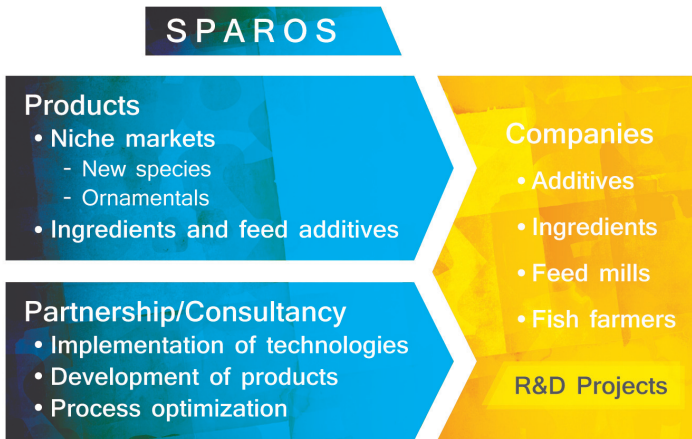 SPAROS
Products
• Niche markets
- New species
- Ornamentals
• Ingredients and feed additives
Partnership/Consultancy
• Implementation of technologies
• Development of products
• Process optimization
Companies
• Additives
• Ingredients
• Feed mills
• Fish farmers
R&D Projects